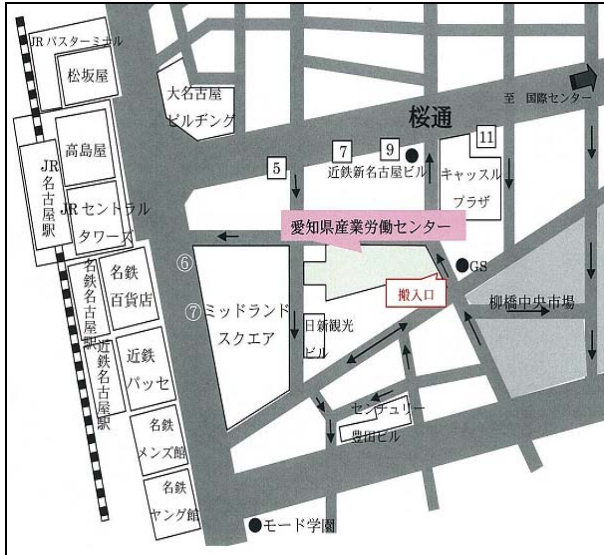 JRバスターミナル
松坂屋
大名古屋
ビルヂング
至 国際センター
桜通
高島屋
JR
名古屋駅
JRセントラル
タワーズ
5
7
9
11
近鉄新名古屋ビル
キャッスル
プラザ
愛知県産業労働センター
⑥
GS
名鉄
百貨店
名鉄名古屋駅
⑦
ミッドランド
スクエア
搬入口
柳橋中央市場
日新観光
ビル
近鉄
パッセ
近鉄名古屋駅
センチュリー
豊田ビル
名鉄
メンズ館
名鉄
ヤング館
モード学園